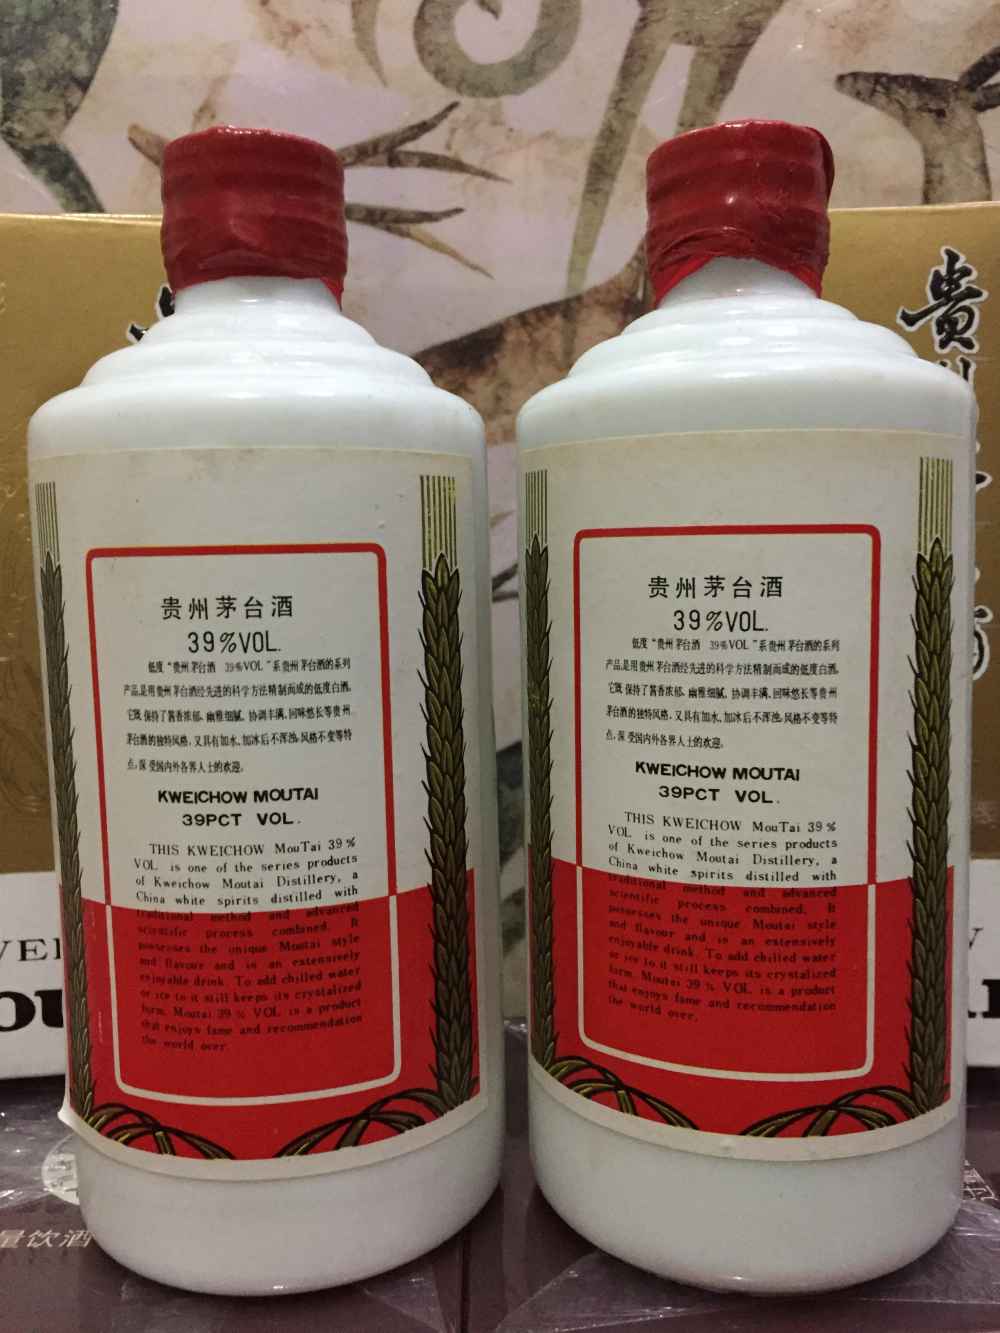 贵州茅台酒
39%VOL.
低度“贵州茅台酒 39%VOL”系贵州茅台酒的系列
产品,是用贵州茅台酒经先进的科学方法精制而成的低度白酒。
它既保持了酱香浓郁、幽雅细腻、协调丰满、回味悠长等贵州
茅台酒的独特风格,又具有加水、加冰后不浑浊,风格不变等特
点,深受国内外各界人士的欢迎。
KWEICHOW MOUTAI
39PCT VOL.
THIS KWEICHOW MouTai 39%
VOL is one of the series products
of Kweichow Moutai Distillery, a
China white spirits distilled with
traditional method and advanced
scientific process combined. It
possesses the unique Moutai style
and flavour and is an extensively
enjoyable drink. To add chilled water
or ice to it still keeps its crystalized
form. Moutai 39% VOL is a product
that enjoys fame and recommendation
the world over.
贵州茅台酒
39%VOL.
低度“贵州茅台酒 39%VOL”系贵州茅台酒的系列
产品,是用贵州茅台酒经先进的科学方法精制而成的低度白酒。
它既保持了酱香浓郁、幽雅细腻、协调丰满、回味悠长等贵州
茅台酒的独特风格,又具有加水、加冰后不浑浊,风格不变等特
点,深受国内外各界人士的欢迎。
KWEICHOW MOUTAI
39PCT VOL.
THIS KWEICHOW MouTai 39%
VOL is one of the series products
of Kweichow Moutai Distillery, a
China white spirits distilled with
traditional method and advanced
scientific process combined. It
possesses the unique Moutai style
and flavour and is an extensively
enjoyable drink. To add chilled water
or ice to it still keeps its crystalized
form. Moutai 39% VOL is a product
that enjoys fame and recommendation
the world over.
贵
量饮酒